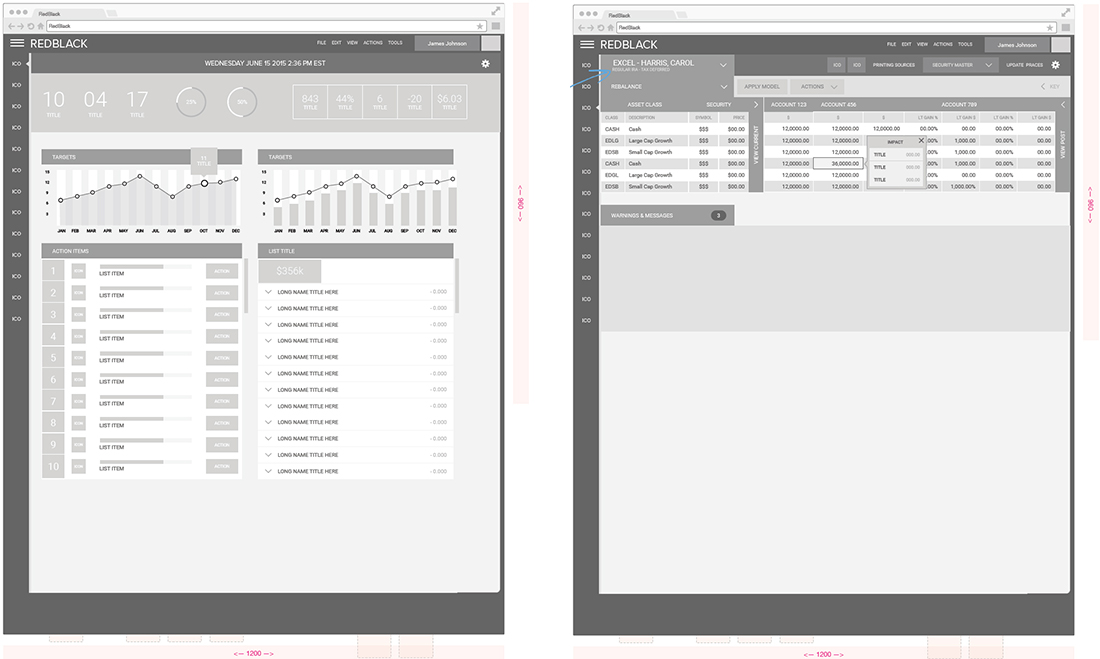 RedBlack
RedBlack
REDBLACK
FILE EDIT VIEW ACTIONS TOOLS
James Johnson
WEDNESDAY JUNE 15 2015 2:36 PM EST
ICO
ICO
ICO
ICO
ICO
ICO
ICO
ICO
ICO
ICO
ICO
ICO
ICO
10 04 17
TITLE TITLE TITLE
843 44% 6 -20 $6.03
TITLE TITLE TITLE TITLE TITLE
TARGETS
11
TITLE
JAN FEB MAR APR MAY JUN JUL AUG SEP OCT NOV DEC
TARGETS
JAN FEB MAR APR MAY JUN JUL AUG SEP OCT NOV DEC
ACTION ITEMS
1 ICON LIST ITEM ACTION
2 ICON LIST ITEM ACTION
3 ICON LIST ITEM ACTION
4 ICON LIST ITEM ACTION
5 ICON LIST ITEM ACTION
6 ICON LIST ITEM ACTION
7 ICON LIST ITEM ACTION
8 ICON LIST ITEM ACTION
9 ICON LIST ITEM ACTION
10 ICON LIST ITEM ACTION
LIST TITLE
$356k
LONG NAME TITLE HERE -0.000
LONG NAME TITLE HERE -0.000
LONG NAME TITLE HERE -0.000
LONG NAME TITLE HERE -0.000
LONG NAME TITLE HERE -0.000
LONG NAME TITLE HERE -0.000
LONG NAME TITLE HERE -0.000
LONG NAME TITLE HERE -0.000
LONG NAME TITLE HERE -0.000
LONG NAME TITLE HERE -0.000
LONG NAME TITLE HERE -0.000
LONG NAME TITLE HERE -0.000
<-- 960 -->
<-- 1200 -->
RedBlack
RedBlack
REDBLACK
FILE EDIT VIEW ACTIONS TOOLS
James Johnson
EXCEL - HARRIS, CAROL
REGULAR IRA - TAX DEFERRED
ICO ICO PRINTING SOURCES SECURITY MASTER UPDATE PRACES
REBALANCE APPLY MODEL ACTIONS KEY
ICO
ICO
ICO
ICO
ICO
ICO
ICO
ICO
ICO
ICO
ICO
ICO
ICO
ASSET CLASS SECURITY ACCOUNT 123 ACCOUNT 456 ACCOUNT 789
CLASS DESCRIPTION SYMBOL PRICE $ $ $ LT GAIN % LT GAIN $ LT GAIN % LT GAIN $
CASH Cash $$$ $00.00 12,0000.00 12,0000.00 12,0000.00 00.00% 00.00 00.00% 00.00
EDLG Large Cap Growth $$$ $00.00 12,0000.00 12,0000.00 1,000.00 00.00% 00.00
EDSB Small Cap Growth $$$ $00.00 12,0000.00 12,0000.00 1,000.00 00.00% 00.00
CASH Cash $$$ $00.00 12,0000.00 36,0000.00 00.00 00.00% 00.00
EDGL Large Cap Growth $$$ $00.00 12,0000.00 12,0000.00 1,000.00 00.00% 00.00
EDSB Small Cap Growth $$$ $00.00 12,0000.00 12,0000.00 1,000.00% 00.00% 00.00
VIEW CURRENT
VIEW POST
IMPACT
TITLE 000.00
TITLE 000.00
TITLE 000.00
WARNINGS & MESSAGES 3
<-- 960 -->
<-- 1200 -->